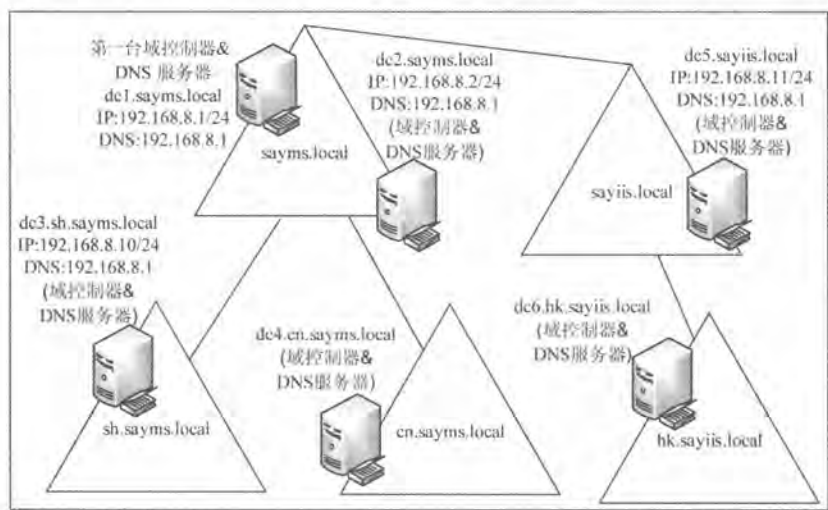 第一台域控制器&
DNS 服务器
dc1.sayms.local
IP:192.168.8.1/24
DNS:192.168.8.1
sayms.local
dc2.sayms.local
IP:192.168.8.2/24
DNS:192.168.8.1
(域控制器&
DNS服务器)
dc5.sayiis.local
IP:192.168.8.11/24
DNS:192.168.8.1
(域控制器&
DNS服务器)
sayiis.local
dc3.sh.sayms.local
IP:192.168.8.10/24
DNS:192.168.8.1
(域控制器&
DNS服务器)
sh.sayms.local
dc4.cn.sayms.local
(域控制器&
DNS服务器)
cn.sayms.local
dc6.hk.sayiis.local
(域控制器&
DNS服务器)
hk.sayiis.local